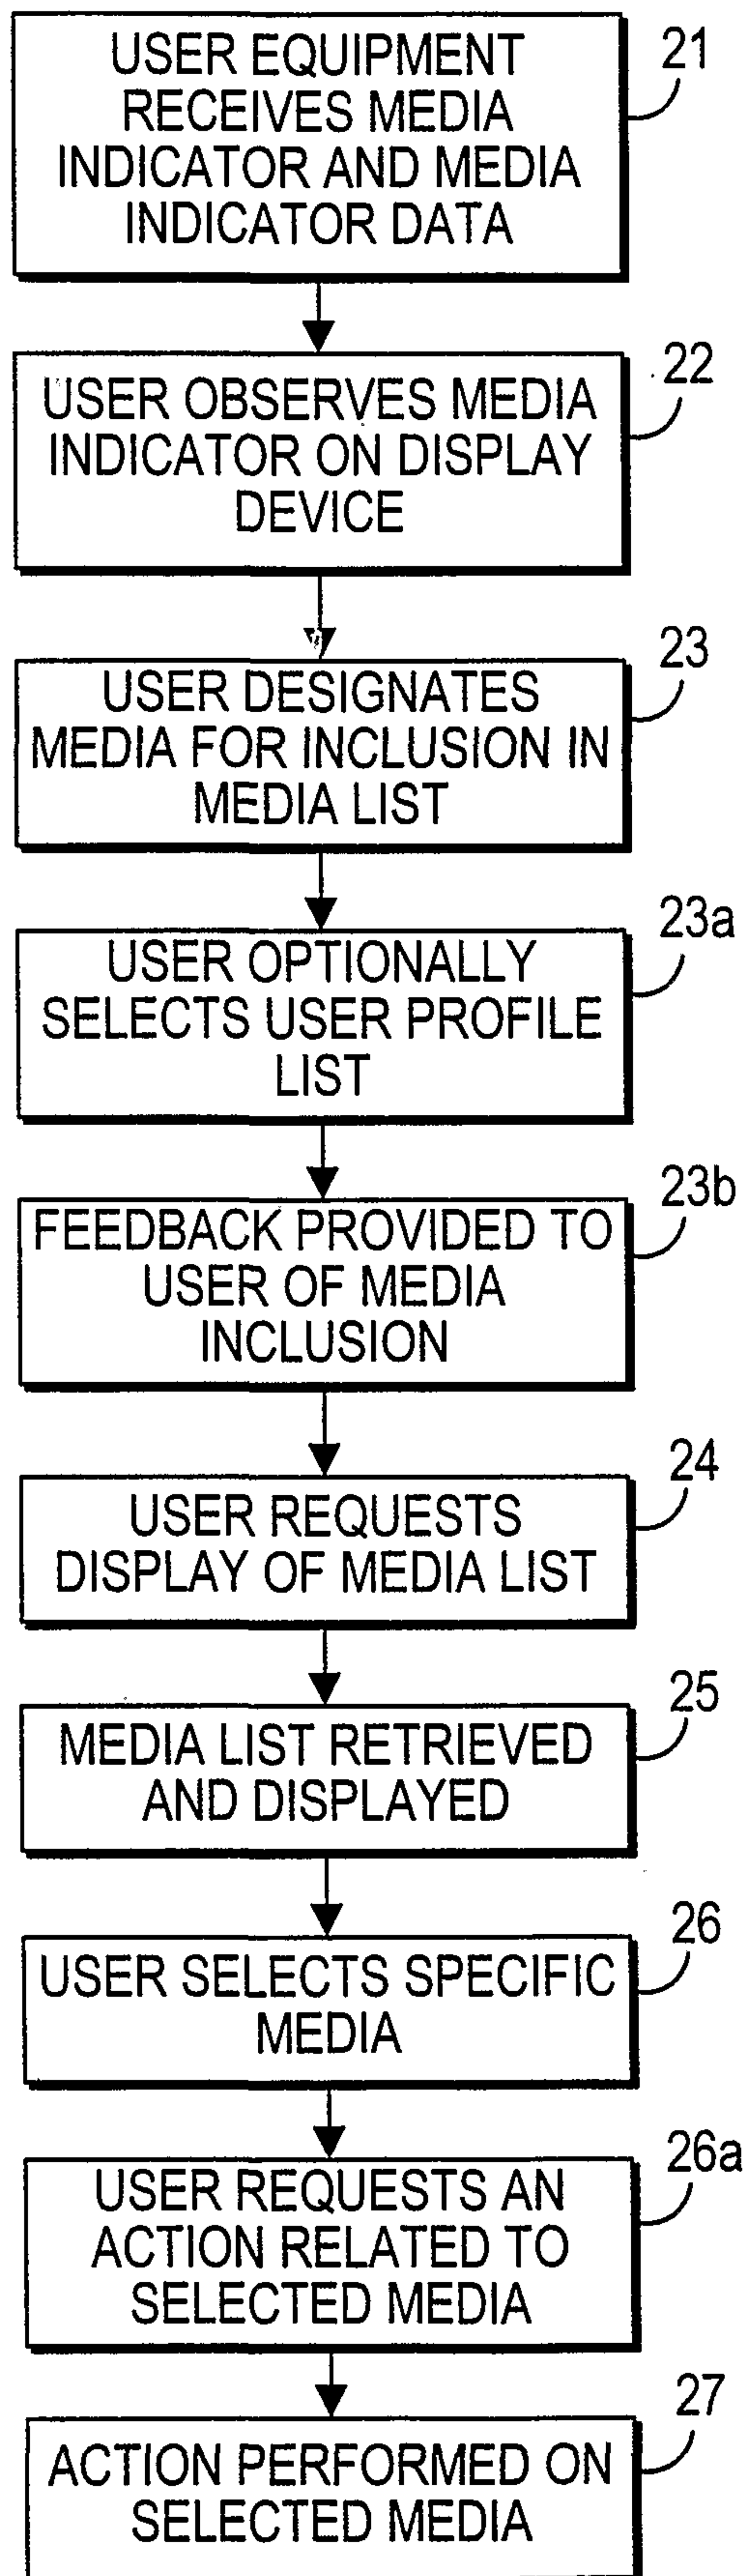 USER EQUIPMENT
RECEIVES MEDIA
INDICATOR AND MEDIA
INDICATOR DATA
21
USER OBSERVES MEDIA
INDICATOR ON DISPLAY
DEVICE
22
USER DESIGNATES
MEDIA FOR INCLUSION IN
MEDIA LIST
23
USER OPTIONALLY
SELECTS USER PROFILE
LIST
23a
FEEDBACK PROVIDED TO
USER OF MEDIA
INCLUSION
23b
USER REQUESTS
DISPLAY OF MEDIA LIST
24
MEDIA LIST RETRIEVED
AND DISPLAYED
25
USER SELECTS SPECIFIC
MEDIA
26
USER REQUESTS AN
ACTION RELATED TO
SELECTED MEDIA
26a
ACTION PERFORMED ON
SELECTED MEDIA
27